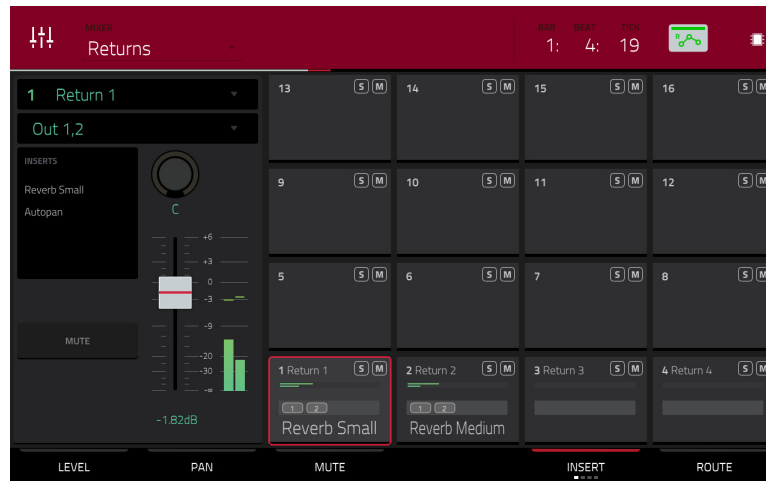 MIXER
Returns
BAR BEAT TICK
1: 4: 19
R
1 Return 1
Out 1,2
INSERTS
Reverb Small
Autopan
C
+6
+3
0
-3
-9
-20
-30
-∞
MUTE
-1.82dB
13 S M
14 S M
15 S M
16 S M
9 S M
10 S M
11 S M
12 S M
5 S M
6 S M
7 S M
8 S M
1 Return 1 S M
1 2
Reverb Small
2 Return 2 S M
1 2
Reverb Medium
3 Return 3 S M
4 Return 4 S M
LEVEL PAN MUTE INSERT ROUTE